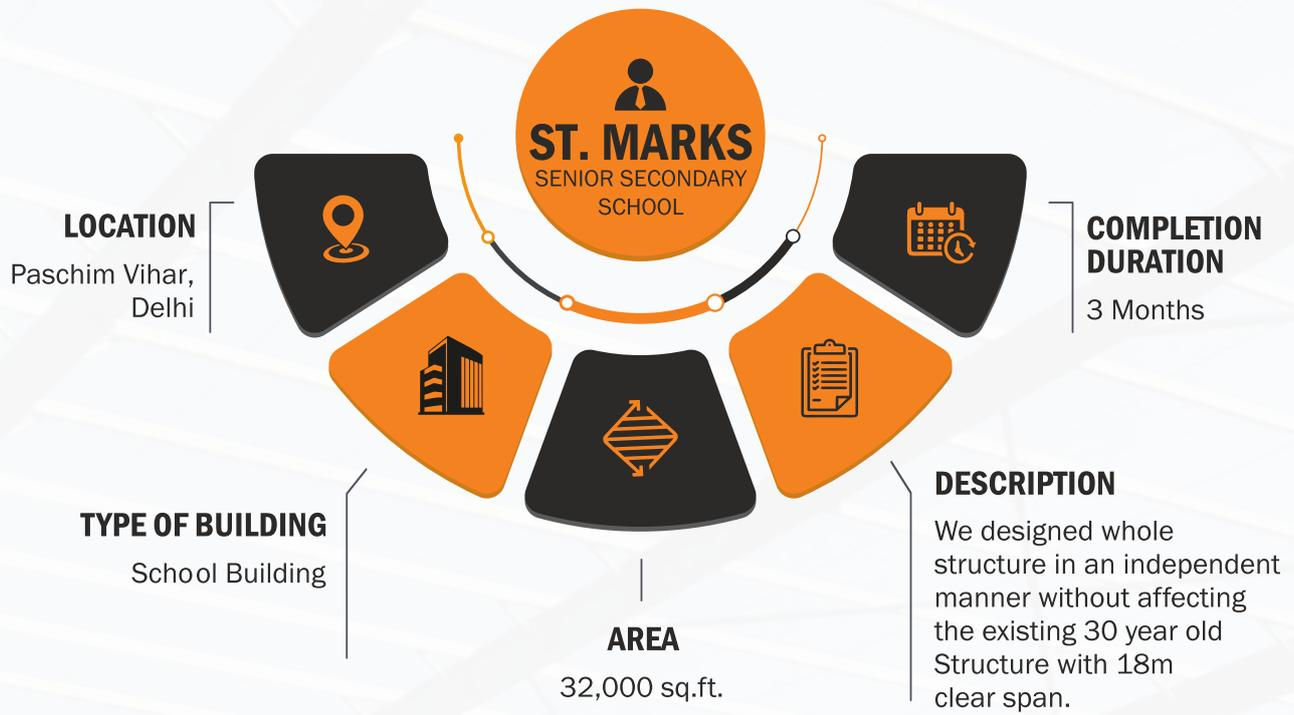 ST. MARKS
SENIOR SECONDARY
SCHOOL
LOCATION
Paschim Vihar,
Delhi
TYPE OF BUILDING
School Building
AREA
32,000 sq.ft.
DESCRIPTION
We designed whole
structure in an independent
manner without affecting
the existing 30 year old
Structure with 18m
clear span.
COMPLETION
DURATION
3 Months